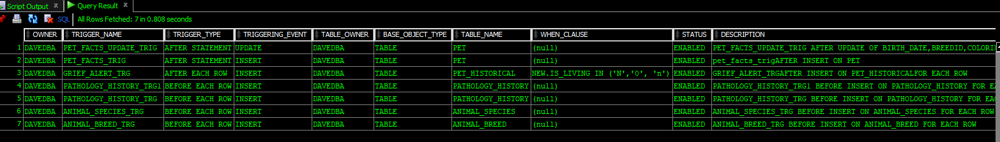 Script Output × Query Result ×
SQL All Rows Fetched: 7 in 0.808 seconds
OWNER TRIGGER_NAME TRIGGER_TYPE TRIGGERING_EVENT TABLE_OWNER BASE_OBJECT_TYPE TABLE_NAME WHEN_CLAUSE STATUS DESCRIPTION
1 DAVEDBA PET_FACTS_UPDATE_TRIG AFTER STATEMENT UPDATE DAVEDBA TABLE PET (null) ENABLED PET_FACTS_UPDATE_TRIG AFTER UPDATE OF BIRTH_DATE,BREEDID,COLORI
2 DAVEDBA PET_FACTS_TRIG AFTER STATEMENT INSERT DAVEDBA TABLE PET (null) ENABLED pet_facts_trigAFTER INSERT ON PET
3 DAVEDBA GRIEF_ALERT_TRG AFTER EACH ROW INSERT DAVEDBA TABLE PET_HISTORICAL NEW.IS_LIVING IN ('N','0', 'n') ENABLED GRIEF_ALERT_TRGAFTER INSERT ON PET_HISTORICALFOR EACH ROW
4 DAVEDBA PATHOLOGY_HISTORY_TRG1 BEFORE EACH ROW INSERT DAVEDBA TABLE PATHOLOGY_HISTORY (null) ENABLED PATHOLOGY_HISTORY_TRG1 BEFORE INSERT ON PATHOLOGY_HISTORY FOR EA
5 DAVEDBA PATHOLOGY_HISTORY_TRG BEFORE EACH ROW INSERT DAVEDBA TABLE PATHOLOGY_HISTORY (null) ENABLED PATHOLOGY_HISTORY_TRG BEFORE INSERT ON PATHOLOGY_HISTORY FOR EAC
6 DAVEDBA ANIMAL_SPECIES_TRG BEFORE EACH ROW INSERT DAVEDBA TABLE ANIMAL_SPECIES (null) ENABLED ANIMAL_SPECIES_TRG BEFORE INSERT ON ANIMAL_SPECIES FOR EACH ROW
7 DAVEDBA ANIMAL_BREED_TRG BEFORE EACH ROW INSERT DAVEDBA TABLE ANIMAL_BREED (null) ENABLED ANIMAL_BREED_TRG BEFORE INSERT ON ANIMAL_BREED FOR EACH ROW